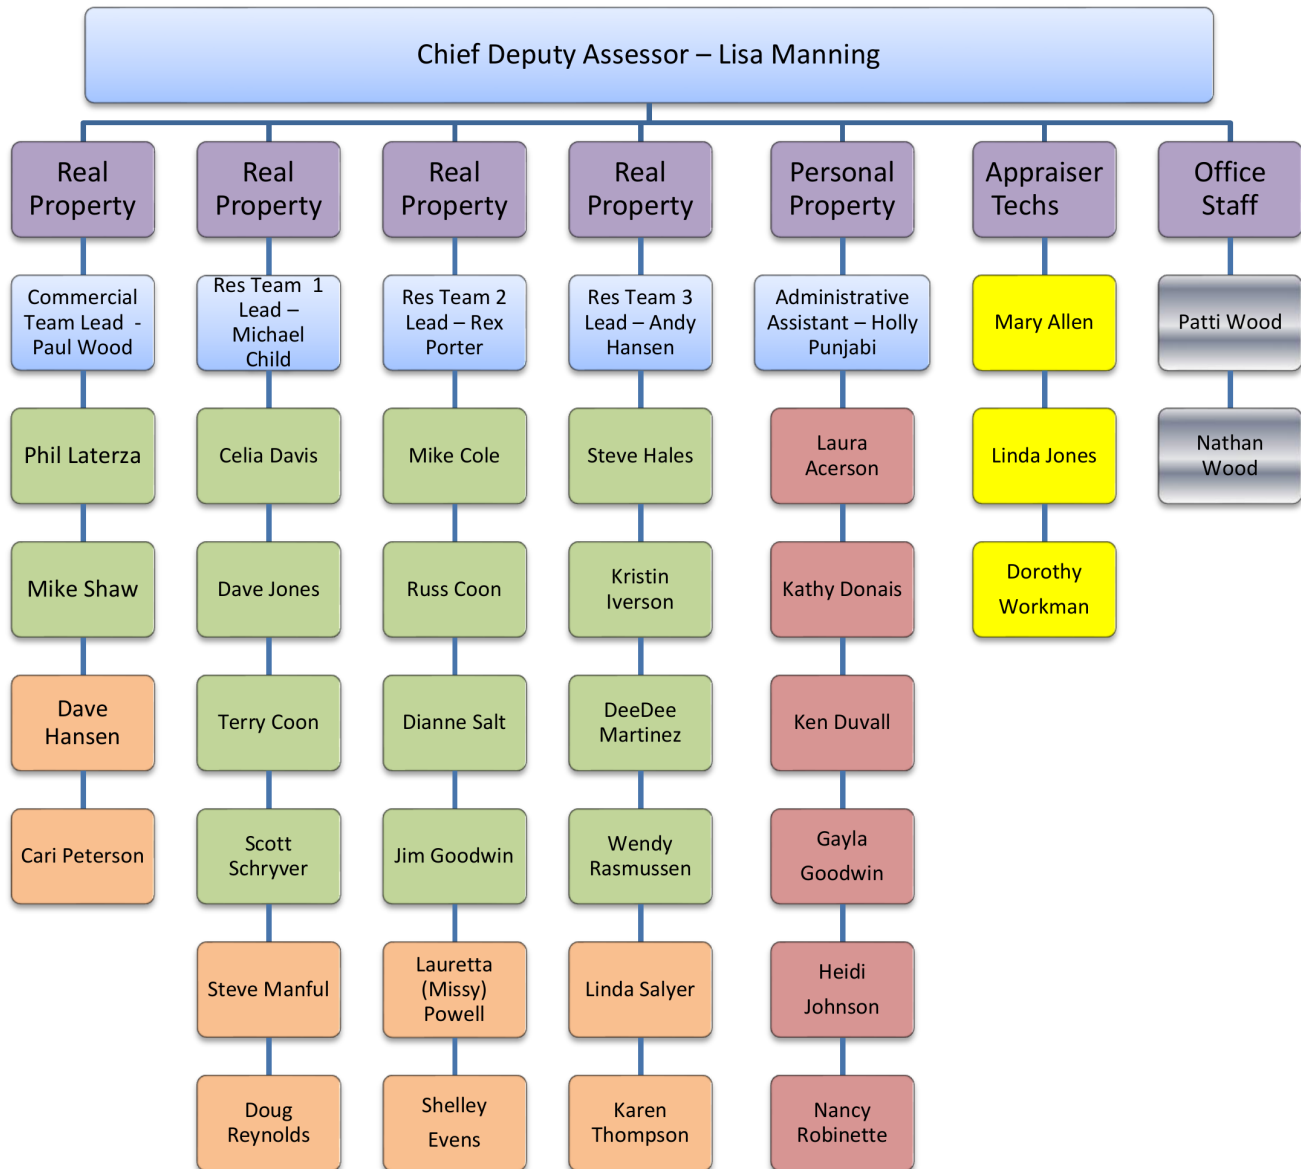 Chief Deputy Assessor – Lisa Manning
Real
Property
Commercial
Team Lead -
Paul Wood
Phil Laterza
Mike Shaw
Dave
Hansen
Cari Peterson
Real
Property
Res Team 1
Lead –
Michael
Child
Celia Davis
Dave Jones
Terry Coon
Scott
Schryver
Steve Manful
Doug
Reynolds
Real
Property
Res Team 2
Lead – Rex
Porter
Mike Cole
Russ Coon
Dianne Salt
Jim Goodwin
Lauretta
(Missy)
Powell
Shelley
Evens
Real
Property
Res Team 3
Lead – Andy
Hansen
Steve Hales
Kristin
Iverson
DeeDee
Martinez
Wendy
Rasmussen
Linda Salyer
Karen
Thompson
Personal
Property
Administrative
Assistant – Holly
Punjabi
Laura
Acerson
Kathy Donais
Ken Duvall
Gayla
Goodwin
Heidi
Johnson
Nancy
Robinette
Appraiser
Techs
Mary Allen
Linda Jones
Dorothy
Workman
Office
Staff
Patti Wood
Nathan
Wood